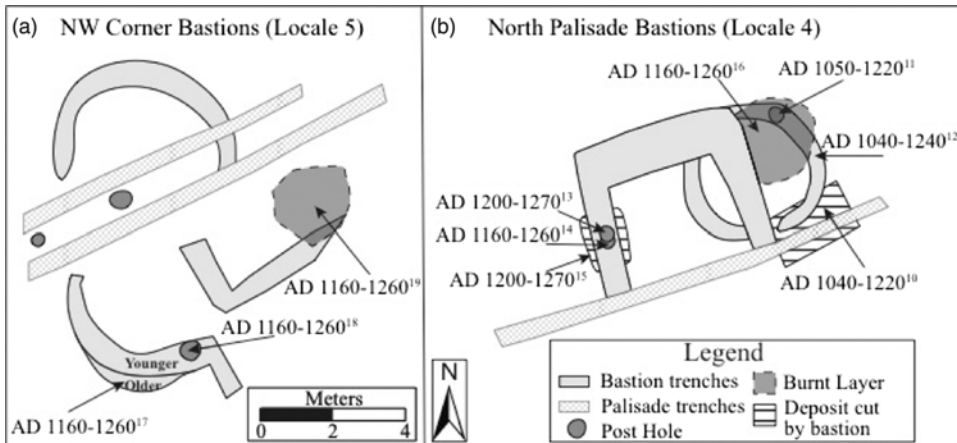 (a) NW Corner Bastions (Locale 5)
AD 1160-1260¹⁹
AD 1160-1260¹⁸
Younger
Older
AD 1160-1260¹⁷
Meters
0 2 4
(b) North Palisade Bastions (Locale 4)
AD 1160-1260¹⁶
AD 1050-1220¹¹
AD 1040-1240¹²
AD 1200-1270¹³
AD 1160-1260¹⁴
AD 1200-1270¹⁵
AD 1040-1220¹⁰
N
Legend
Bastion trenches
Palisade trenches
Post Hole
Burnt Layer
Deposit cut
by bastion